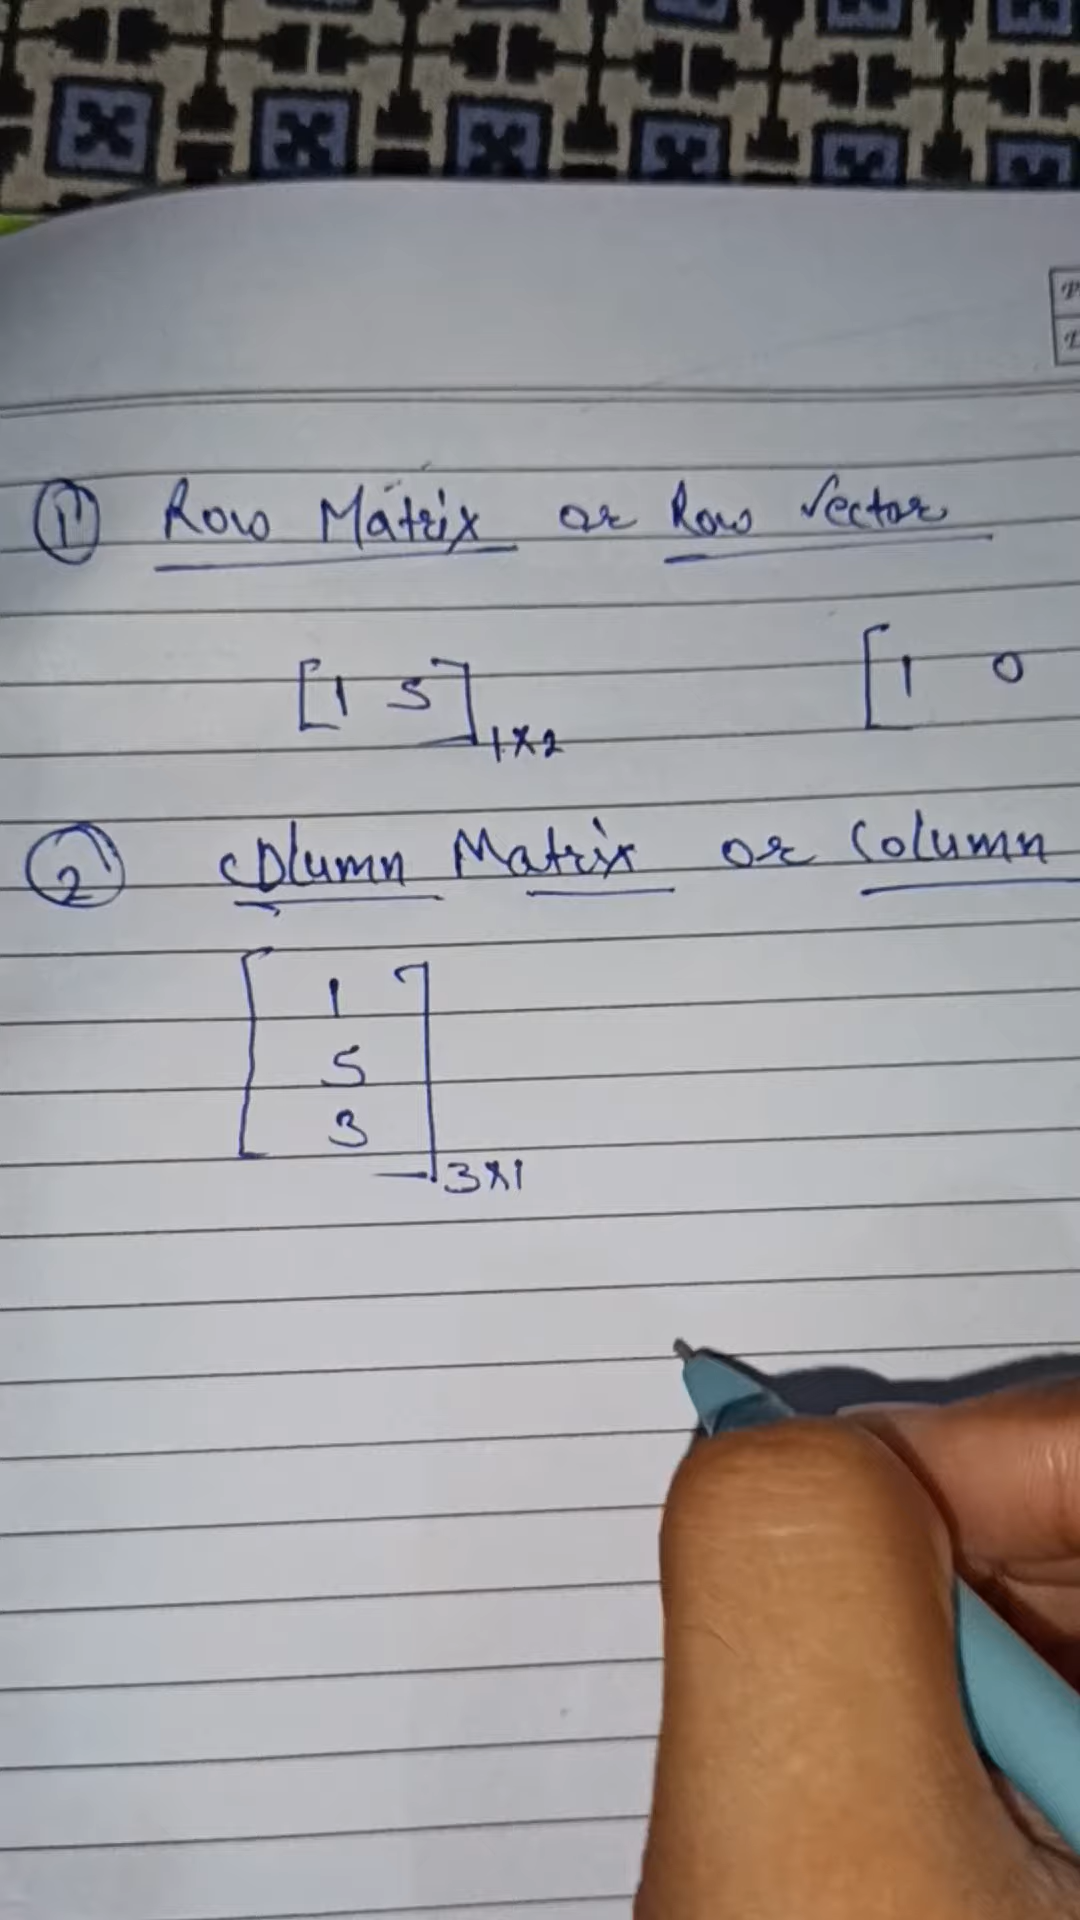 ① Row Matrix or Row Vector
[1 5]1×2 [1 0
② Column Matrix or Column
[1
5
3]3×1